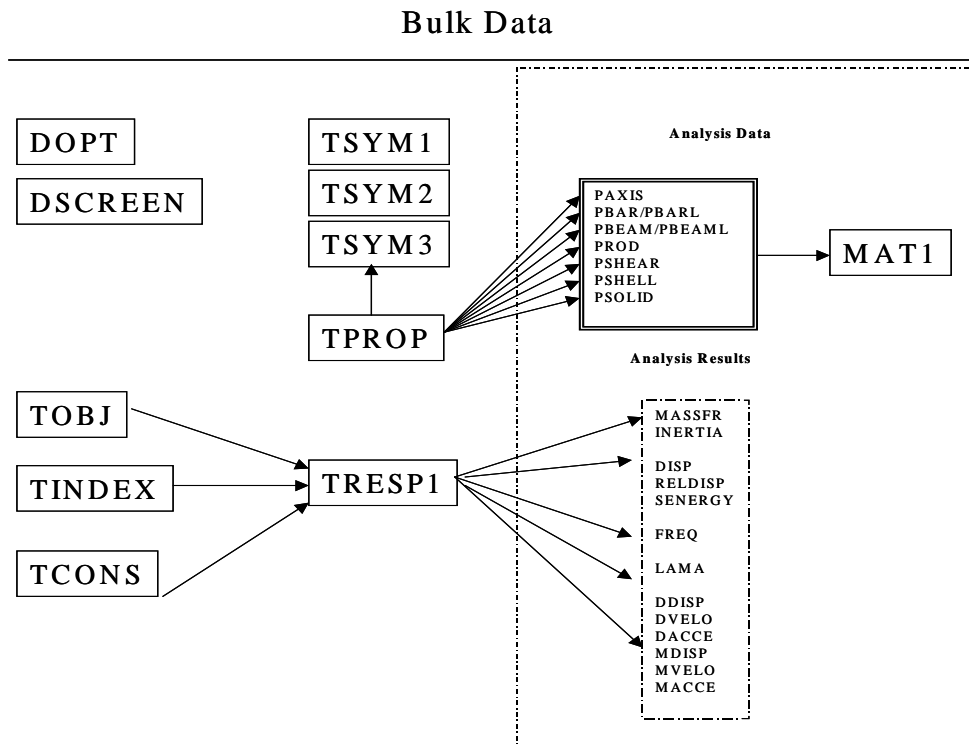 Bulk Data
DOPT
DSCREEN
TSYM1
TSYM2
TSYM3
TPROP
Analysis Data
PAXIS
PBAR/PBARL
PBEAM/PBEAML
PROD
PSHEAR
PSHELL
PSOLID
MAT1
TOBJ
TINDEX
TCONS
TRESP1
Analysis Results
MASSFR
INERTIA
DISP
RELDISP
SENERGY
FREQ
LAMA
DDISP
DVELO
DACCE
MDISP
MVELO
MACCE